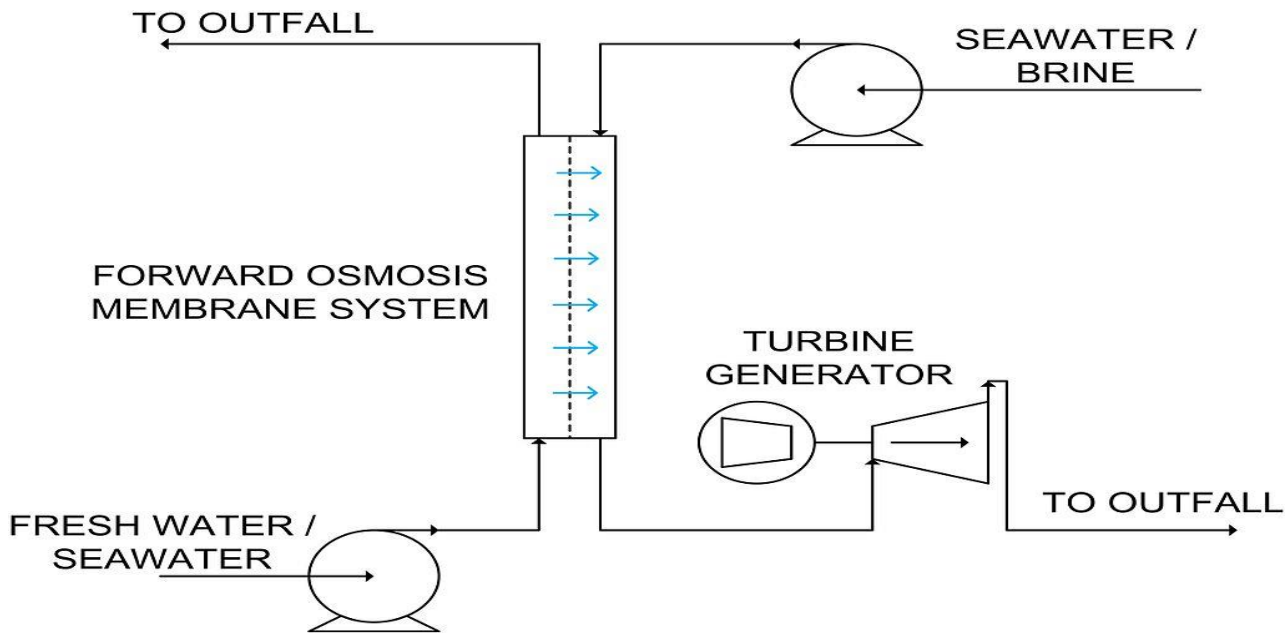 TO OUTFALL
SEAWATER /
BRINE
FORWARD OSMOSIS
MEMBRANE SYSTEM
TURBINE
GENERATOR
FRESH WATER /
SEAWATER
TO OUTFALL